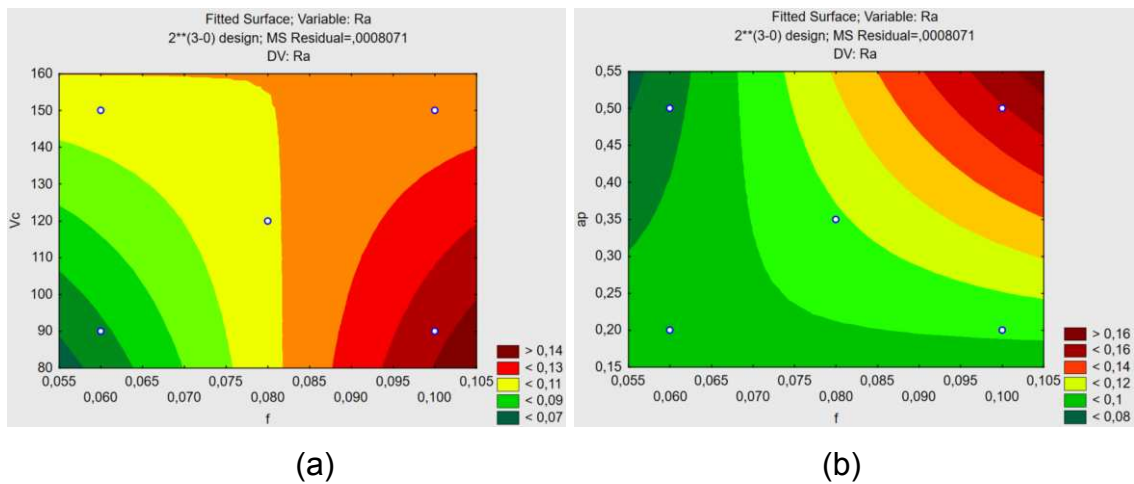 Fitted Surface; Variable: Ra
2**(3-0) design; MS Residual=,0008071
DV: Ra
160
150
140
130
120
110
100
90
80
Vc
0,055 0,065 0,075 0,085 0,095 0,105
0,060 0,070 0,080 0,090 0,100
f
> 0,14
< 0,13
< 0,11
< 0,09
< 0,07
(a)
Fitted Surface; Variable: Ra
2**(3-0) design; MS Residual=,0008071
DV: Ra
0,55
0,50
0,45
0,40
0,35
0,30
0,25
0,20
0,15
ap
0,055 0,065 0,075 0,085 0,095 0,105
0,060 0,070 0,080 0,090 0,100
f
> 0,16
< 0,16
< 0,14
< 0,12
< 0,1
< 0,08
(b)